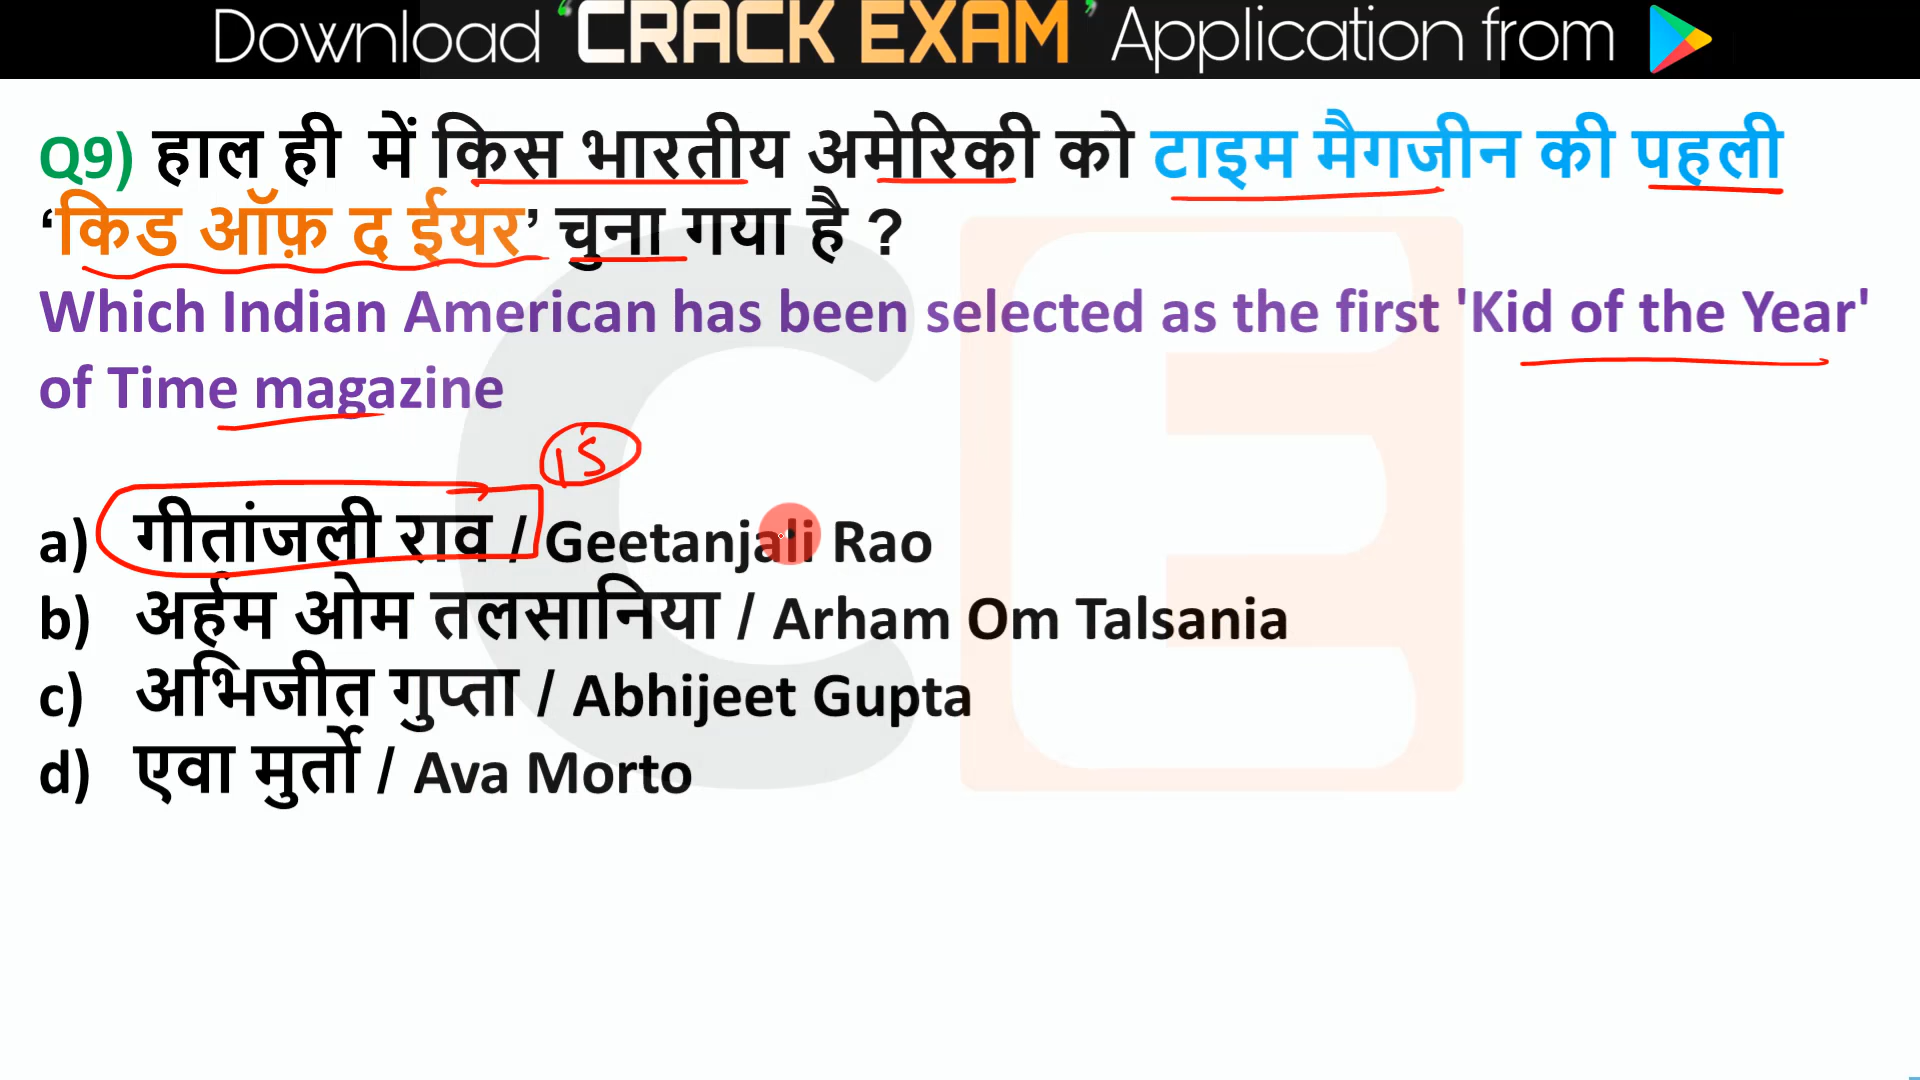 Download ‘CRACK EXAM’ Application from
Q9) हाल ही में किस भारतीय अमेरिकी को टाइम मैगजीन की पहली
‘किड ऑफ़ द ईयर’ चुना गया है ?
Which Indian American has been selected as the first 'Kid of the Year'
of Time magazine
15
a) गीतांजली राव / Geetanjali Rao
b) अर्हम ओम तलसानिया / Arham Om Talsania
c) अभिजीत गुप्ता / Abhijeet Gupta
d) एवा मुर्तो / Ava Morto
CE